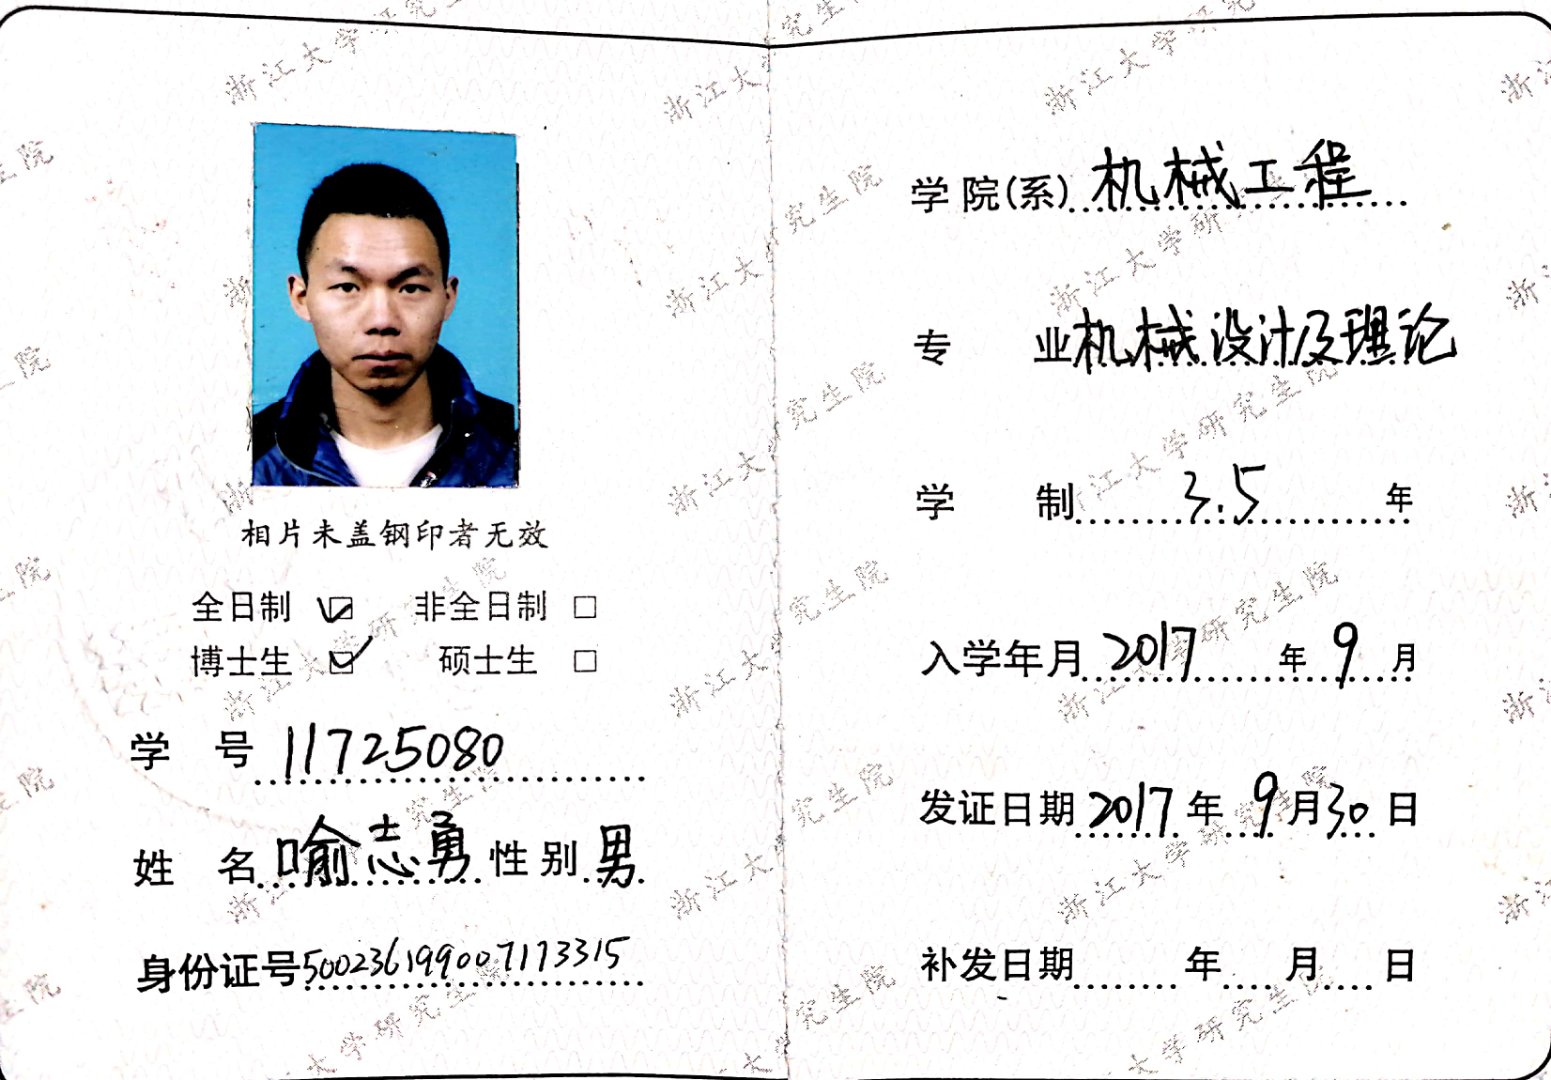 相片未盖钢印者无效
全日制 ☑ 非全日制 □
博士生 ☑ 硕士生 □
学 号 11725080
姓 名 喻志勇 性别 男
身份证号 500236199007173315
学院(系) 机械工程
专 业 机械设计及理论
学 制 3.5 年
入学年月 2017 年 9 月
发证日期 2017 年 9 月 30 日
补发日期 年 月 日
浙江大学研究生院